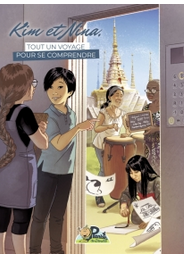 Kim et Nina,
TOUT UN VOYAGE
POUR SE COMPRENDRE